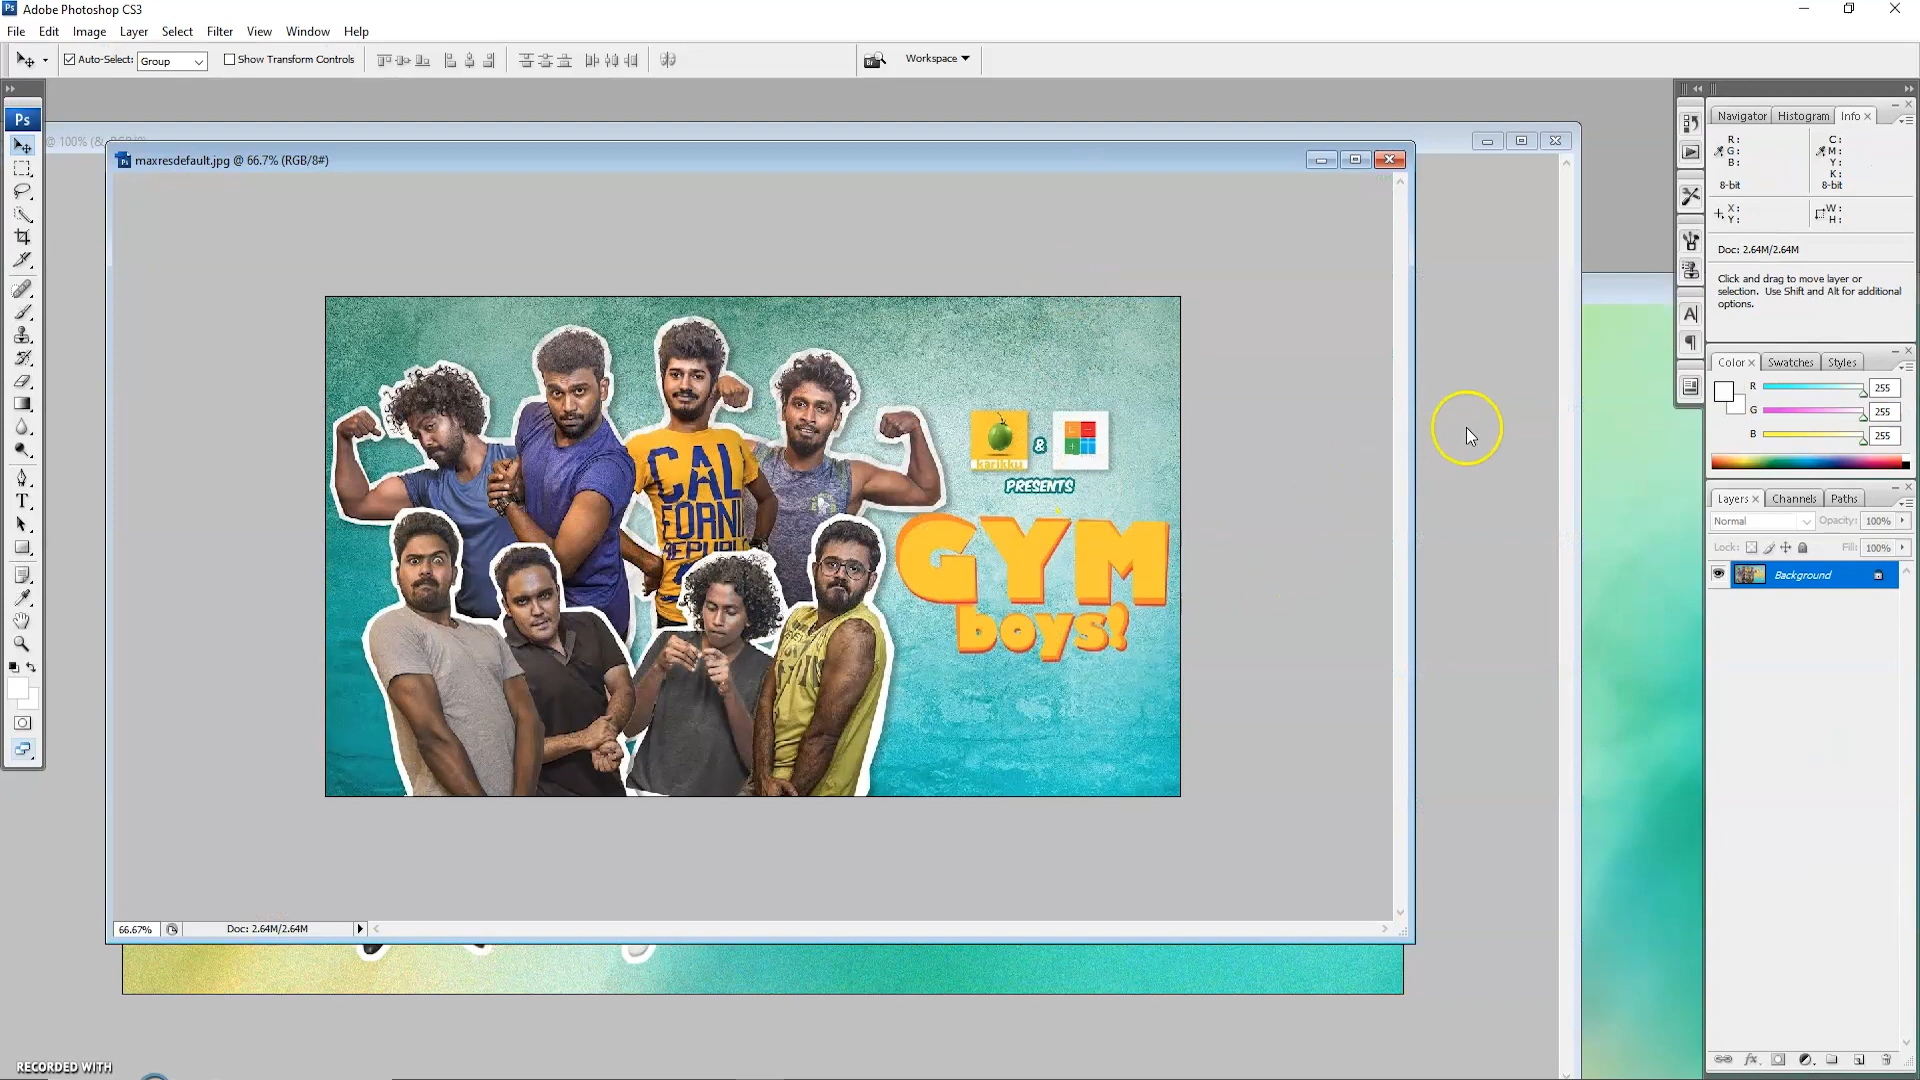 Adobe Photoshop CS3
File Edit Image Layer Select Filter View Window Help
Auto-Select: Group Show Transform Controls Workspace
Ps
@ 100% (&, RGB/8#)
maxresdefault.jpg @ 66.7% (RGB/8#)
CAL
FORNI
REPUBLIC
karikku
&
PRESENTS
GYM
boys!
66.67% Doc: 2.64M/2.64M
RECORDED WITH
Navigator Histogram Info
R: C:
G: M:
B: Y:
K:
8-bit 8-bit
X: W:
Y: H:
Doc: 2.64M/2.64M
Click and drag to move layer or
selection. Use Shift and Alt for additional
options.
Color Swatches Styles
R 255
G 255
B 255
Layers Channels Paths
Normal Opacity: 100%
Lock: Fill: 100%
Background